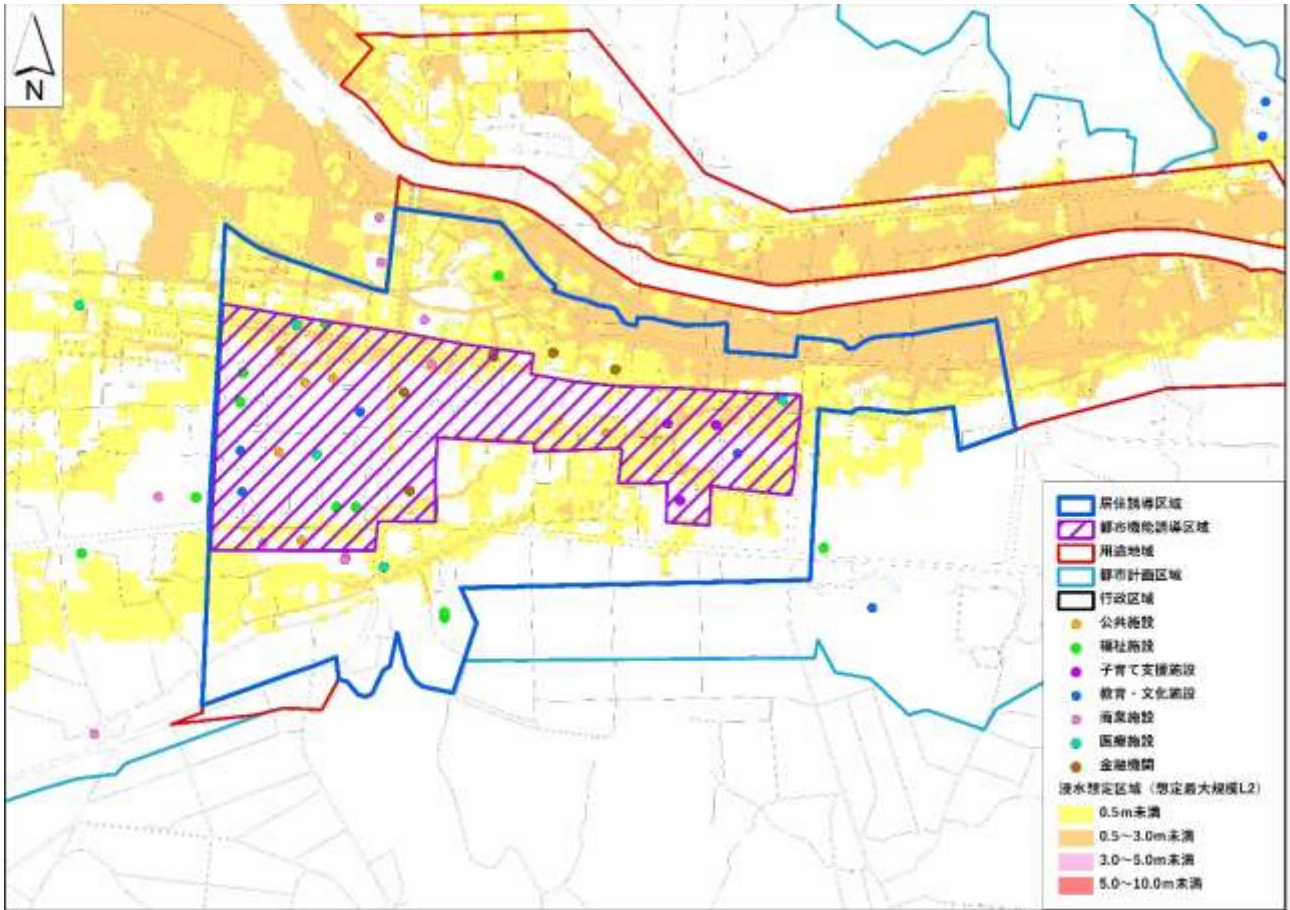 N
居住誘導区域
都市機能誘導区域
用途地域
都市計画区域
行政区域
公共施設
福祉施設
子育て支援施設
教育・文化施設
商業施設
医療施設
金融機関
浸水想定区域（想定最大規模L2）
0.5m未満
0.5～3.0m未満
3.0～5.0m未満
5.0～10.0m未満